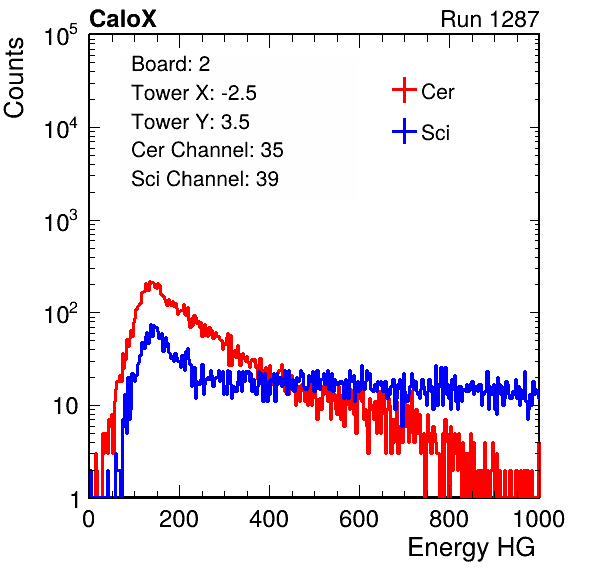 CaloX Run 1287
Counts
10^5
10^4
10^3
10^2
10
1
Board: 2
Tower X: -2.5
Tower Y: 3.5
Cer Channel: 35
Sci Channel: 39
Cer
Sci
0 200 400 600 800 1000
Energy HG